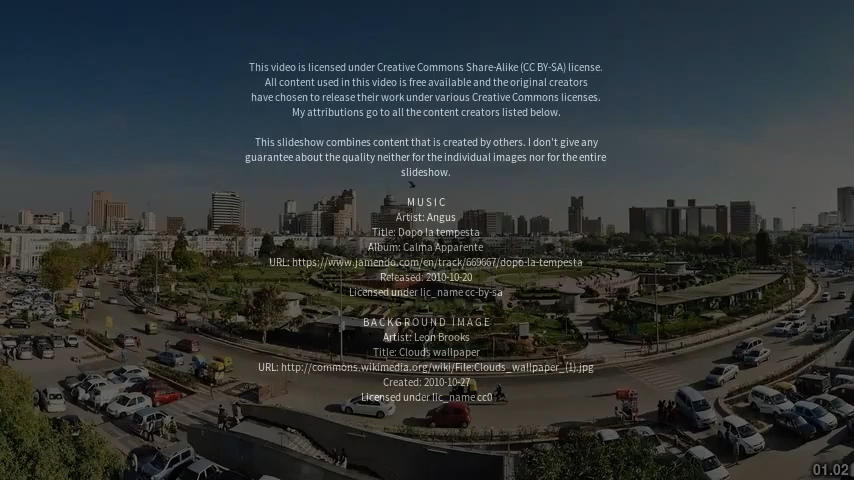 This video is licensed under Creative Commons Share-Alike (CC BY-SA) license.
All content used in this video is free available and the original creators
have chosen to release their work under various Creative Commons licenses.
My attributions go to all the content creators listed below.
This slideshow combines content that is created by others. I don't give any
guarantee about the quality neither for the individual images nor for the entire
slideshow.
MUSIC
Artist: Angus
Title: Dopo la tempesta
Album: Calma Apparente
URL: https://www.jamendo.com/en/track/669667/dopo-la-tempesta
Released: 2010-10-20
Licensed under lic_name cc-by-sa
BACKGROUND IMAGE
Artist: Leon Brooks
Title: Clouds wallpaper
URL: http://commons.wikimedia.org/wiki/File:Clouds_wallpaper_(1).jpg
Created: 2010-10-27
Licensed under lic_name cc0
01.02